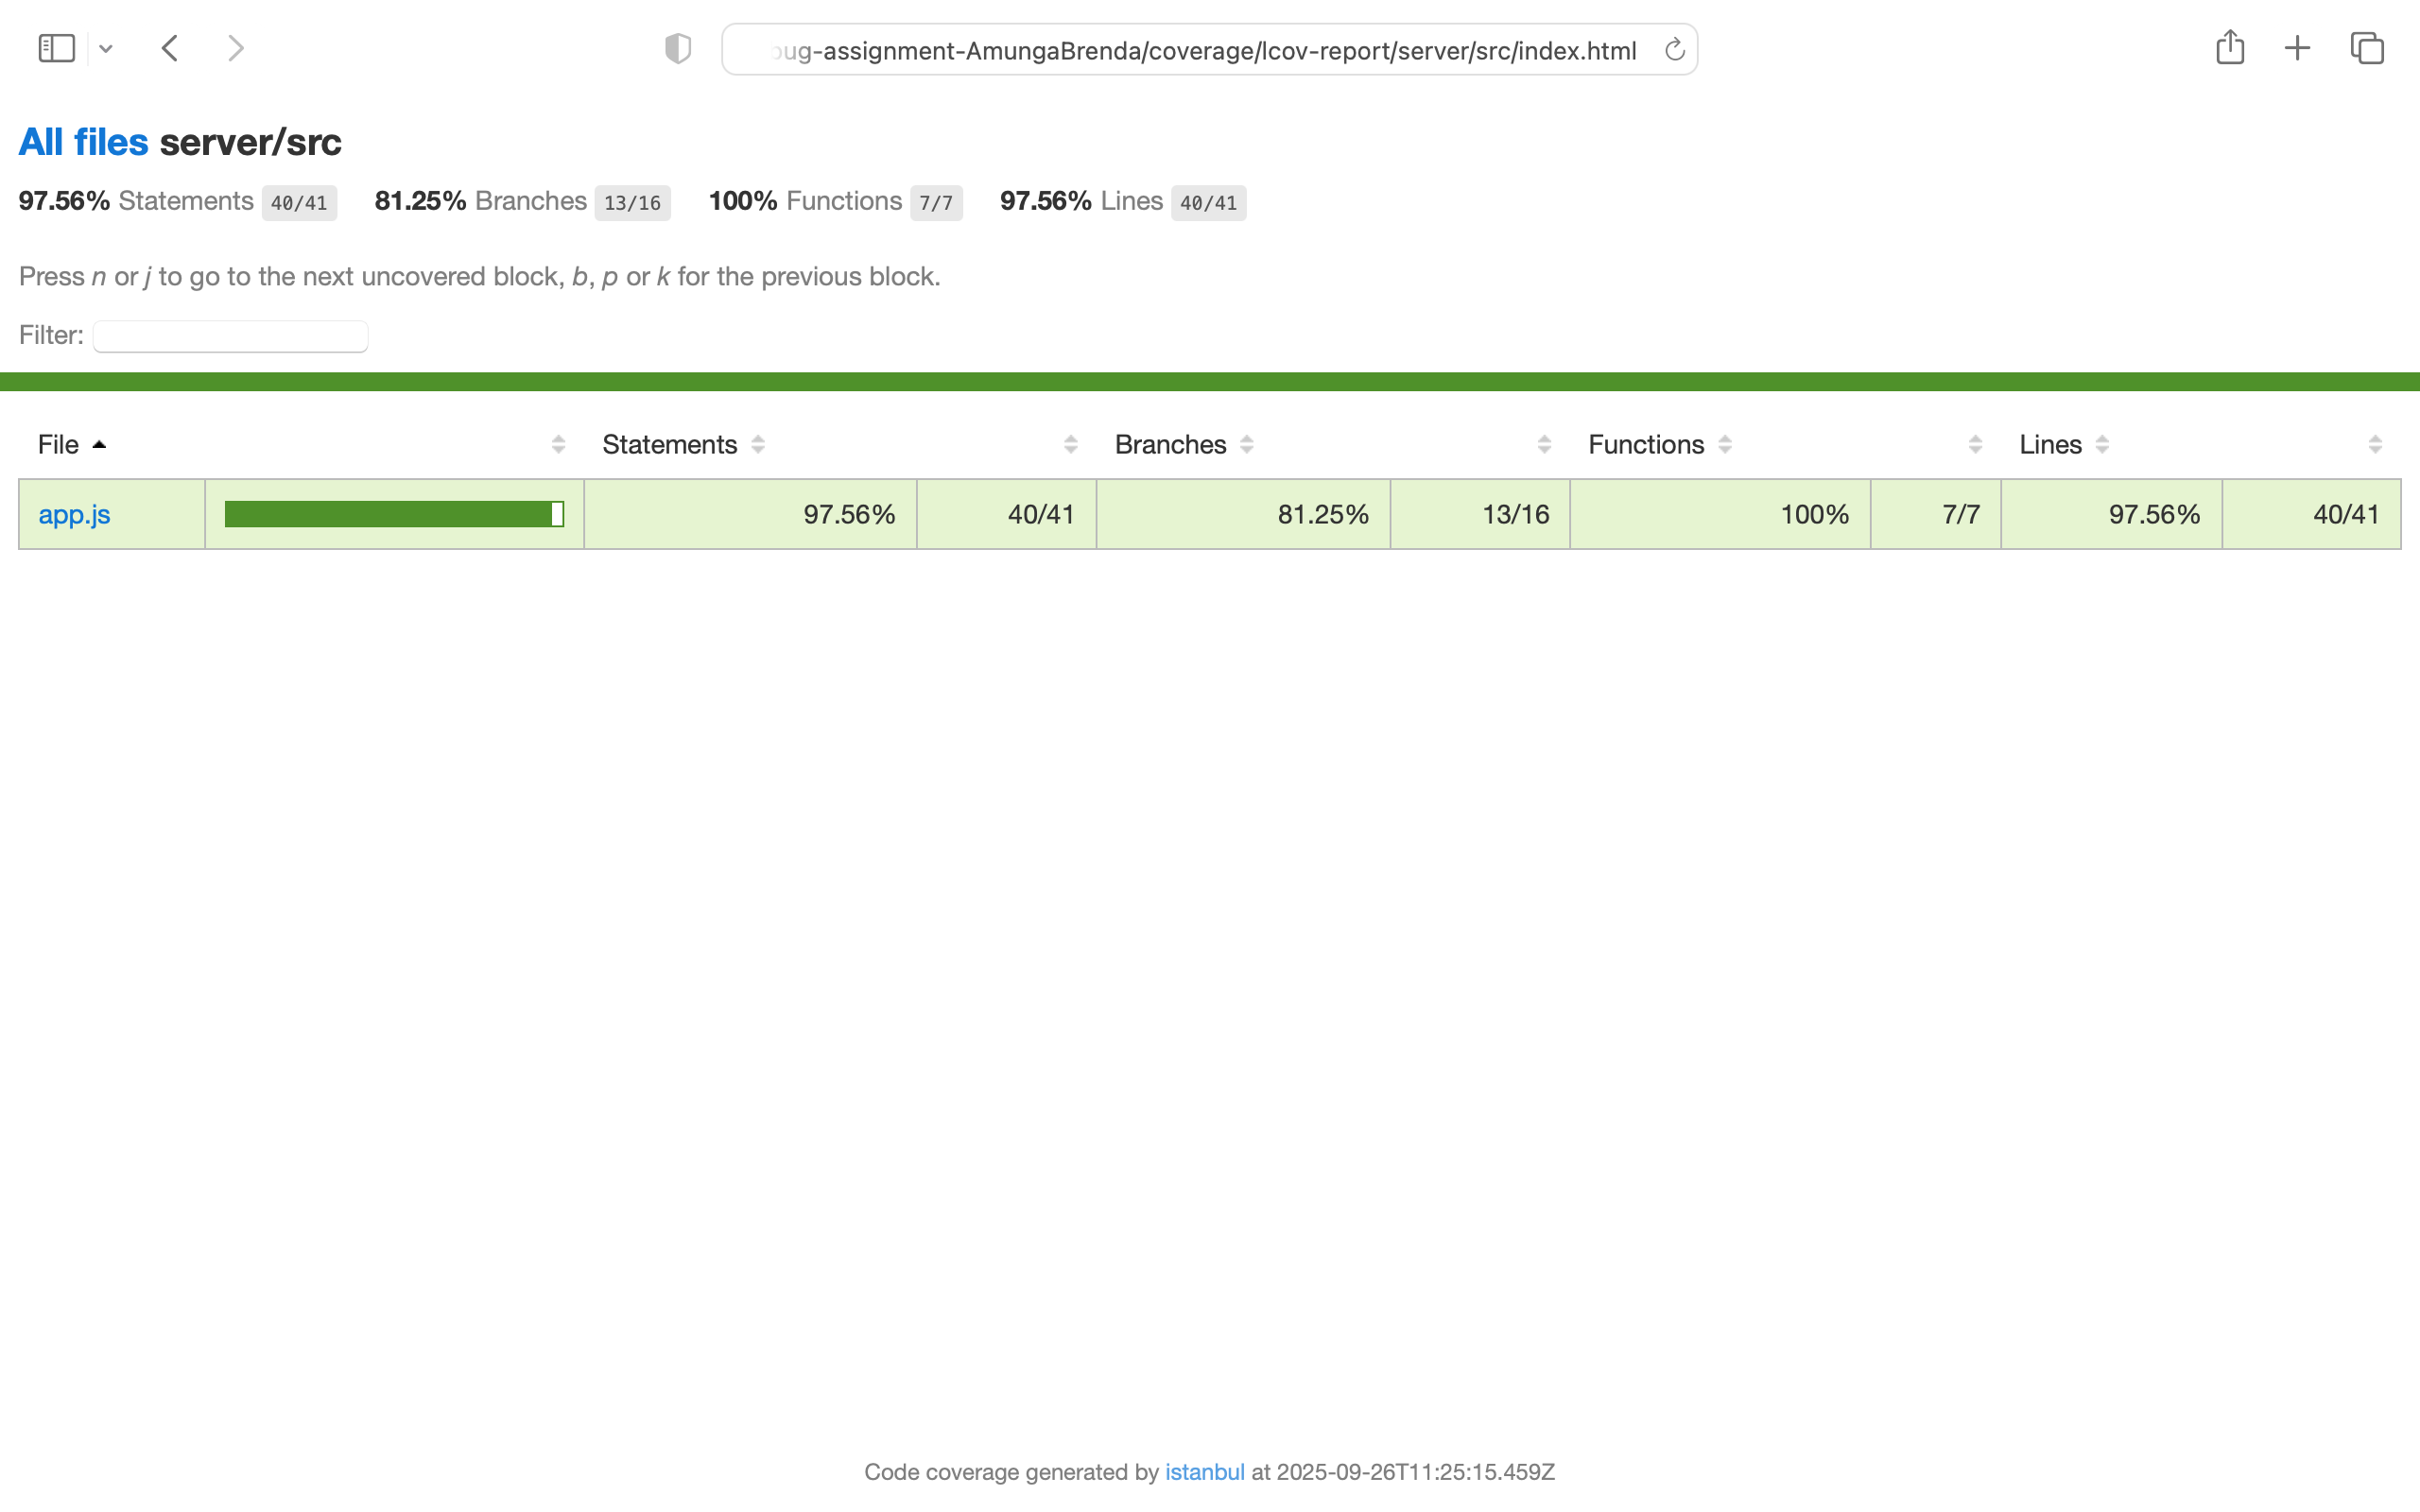 ug-assignment-AmungaBrenda/coverage/lcov-report/server/src/index.html
All files server/src
97.56% Statements 40/41 81.25% Branches 13/16 100% Functions 7/7 97.56% Lines 40/41
Press n or j to go to the next uncovered block, b, p or k for the previous block.
Filter:
File Statements Branches Functions Lines
app.js 97.56% 40/41 81.25% 13/16 100% 7/7 97.56% 40/41
Code coverage generated by istanbul at 2025-09-26T11:25:15.459Z